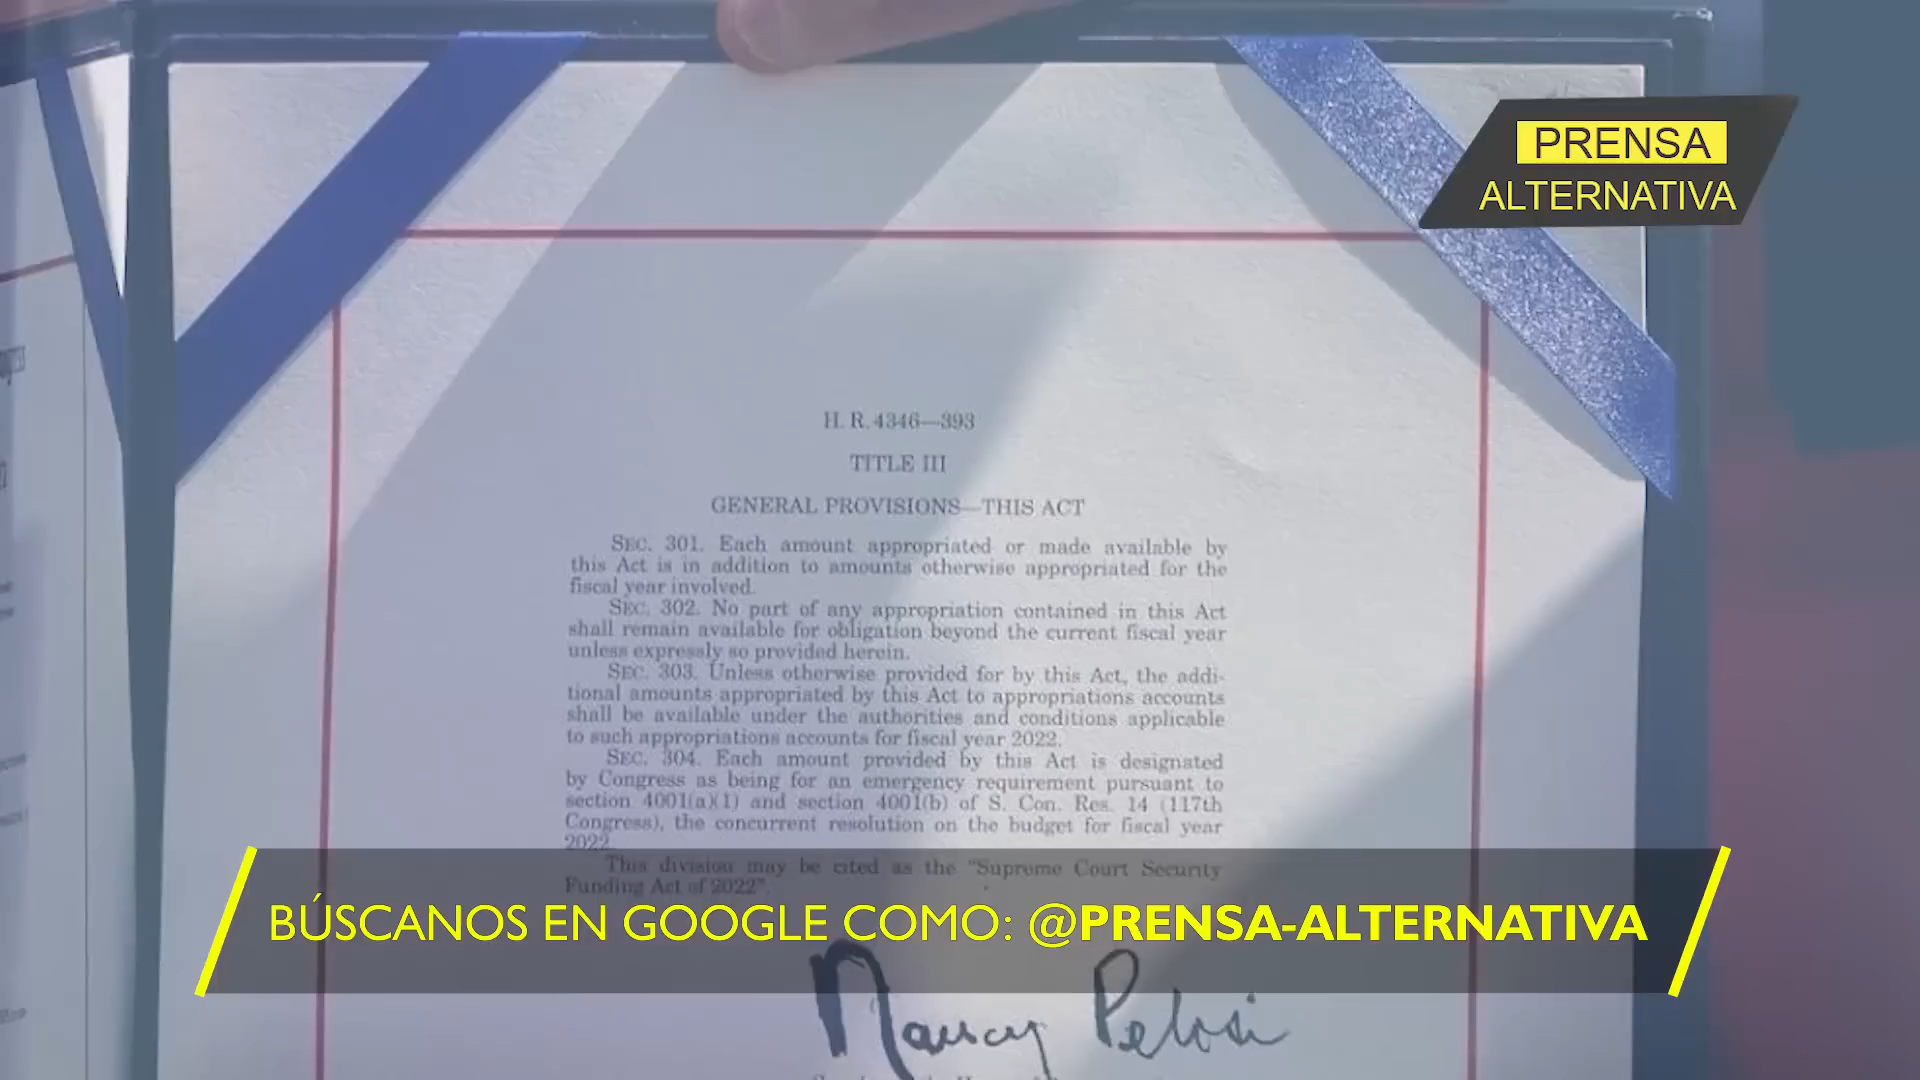 PRENSA
ALTERNATIVA
H. R. 4346—393
TITLE III
GENERAL PROVISIONS—THIS ACT
SEC. 301. Each amount appropriated or made available by
this Act is in addition to amounts otherwise appropriated for the
fiscal year involved.
SEC. 302. No part of any appropriation contained in this Act
shall remain available for obligation beyond the current fiscal year
unless expressly so provided herein.
SEC. 303. Unless otherwise provided for by this Act, the addi-
tional amounts appropriated by this Act to appropriations accounts
shall be available under the authorities and conditions applicable
to such appropriations accounts for fiscal year 2022.
SEC. 304. Each amount provided by this Act is designated
by Congress as being for an emergency requirement pursuant to
section 4001(a)(1) and section 4001(b) of S. Con. Res. 14 (117th
Congress), the concurrent resolution on the budget for fiscal year
2022.
This division may be cited as the “Supreme Court Security
Funding Act of 2022”.
BÚSCANOS EN GOOGLE COMO: @PRENSA-ALTERNATIVA
Nancy Pelosi